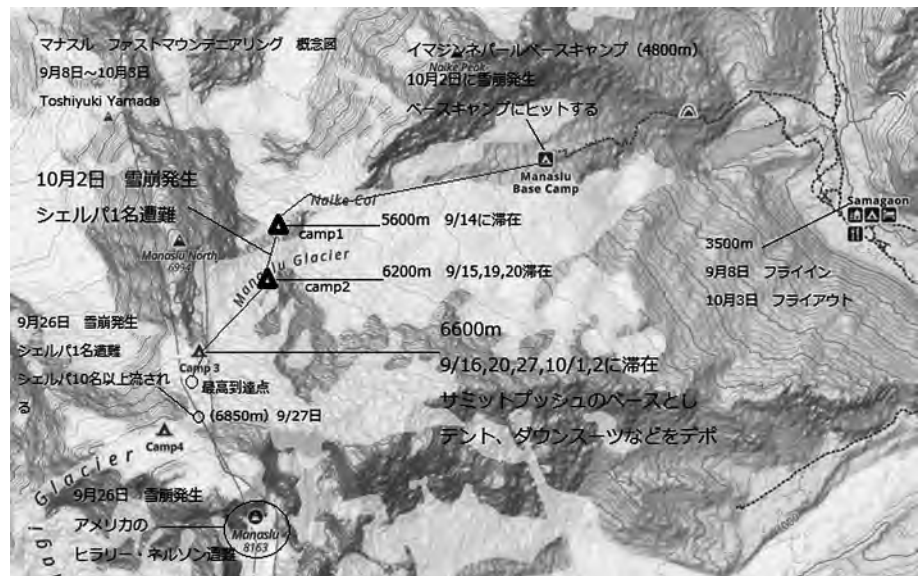 マナスル　ファストマウンテニアリング　概念図
9月8日～10月3日
Toshiyuki Yamada
イマジンネパールベースキャンプ（4800m）
Naike Peak
10月2日に雪崩発生
ベースキャンプにヒットする
Manaslu
Base Camp
10月2日　雪崩発生
シェルパ1名遭難
Naike Col
camp1
5600m　9/14に滞在
Manaslu North
6994
Manaslu Glacier
camp2
6200m　9/15,19,20滞在
Samagaon
3500m
9月8日　フライイン
10月3日　フライアウト
9月26日　雪崩発生
シェルパ1名遭難
シェルパ10名以上流され
る
Camp 3
6600m
9/16,20,27,10/1,2に滞在
サミットプッシュのベースとし
テント、ダウンスーツなどをデポ
最高到達点
（6850m）9/27日
Camp4
Glacier
9月26日　雪崩発生
アメリカの
ヒラリー・ネルソン遭難
Manaslu
8163